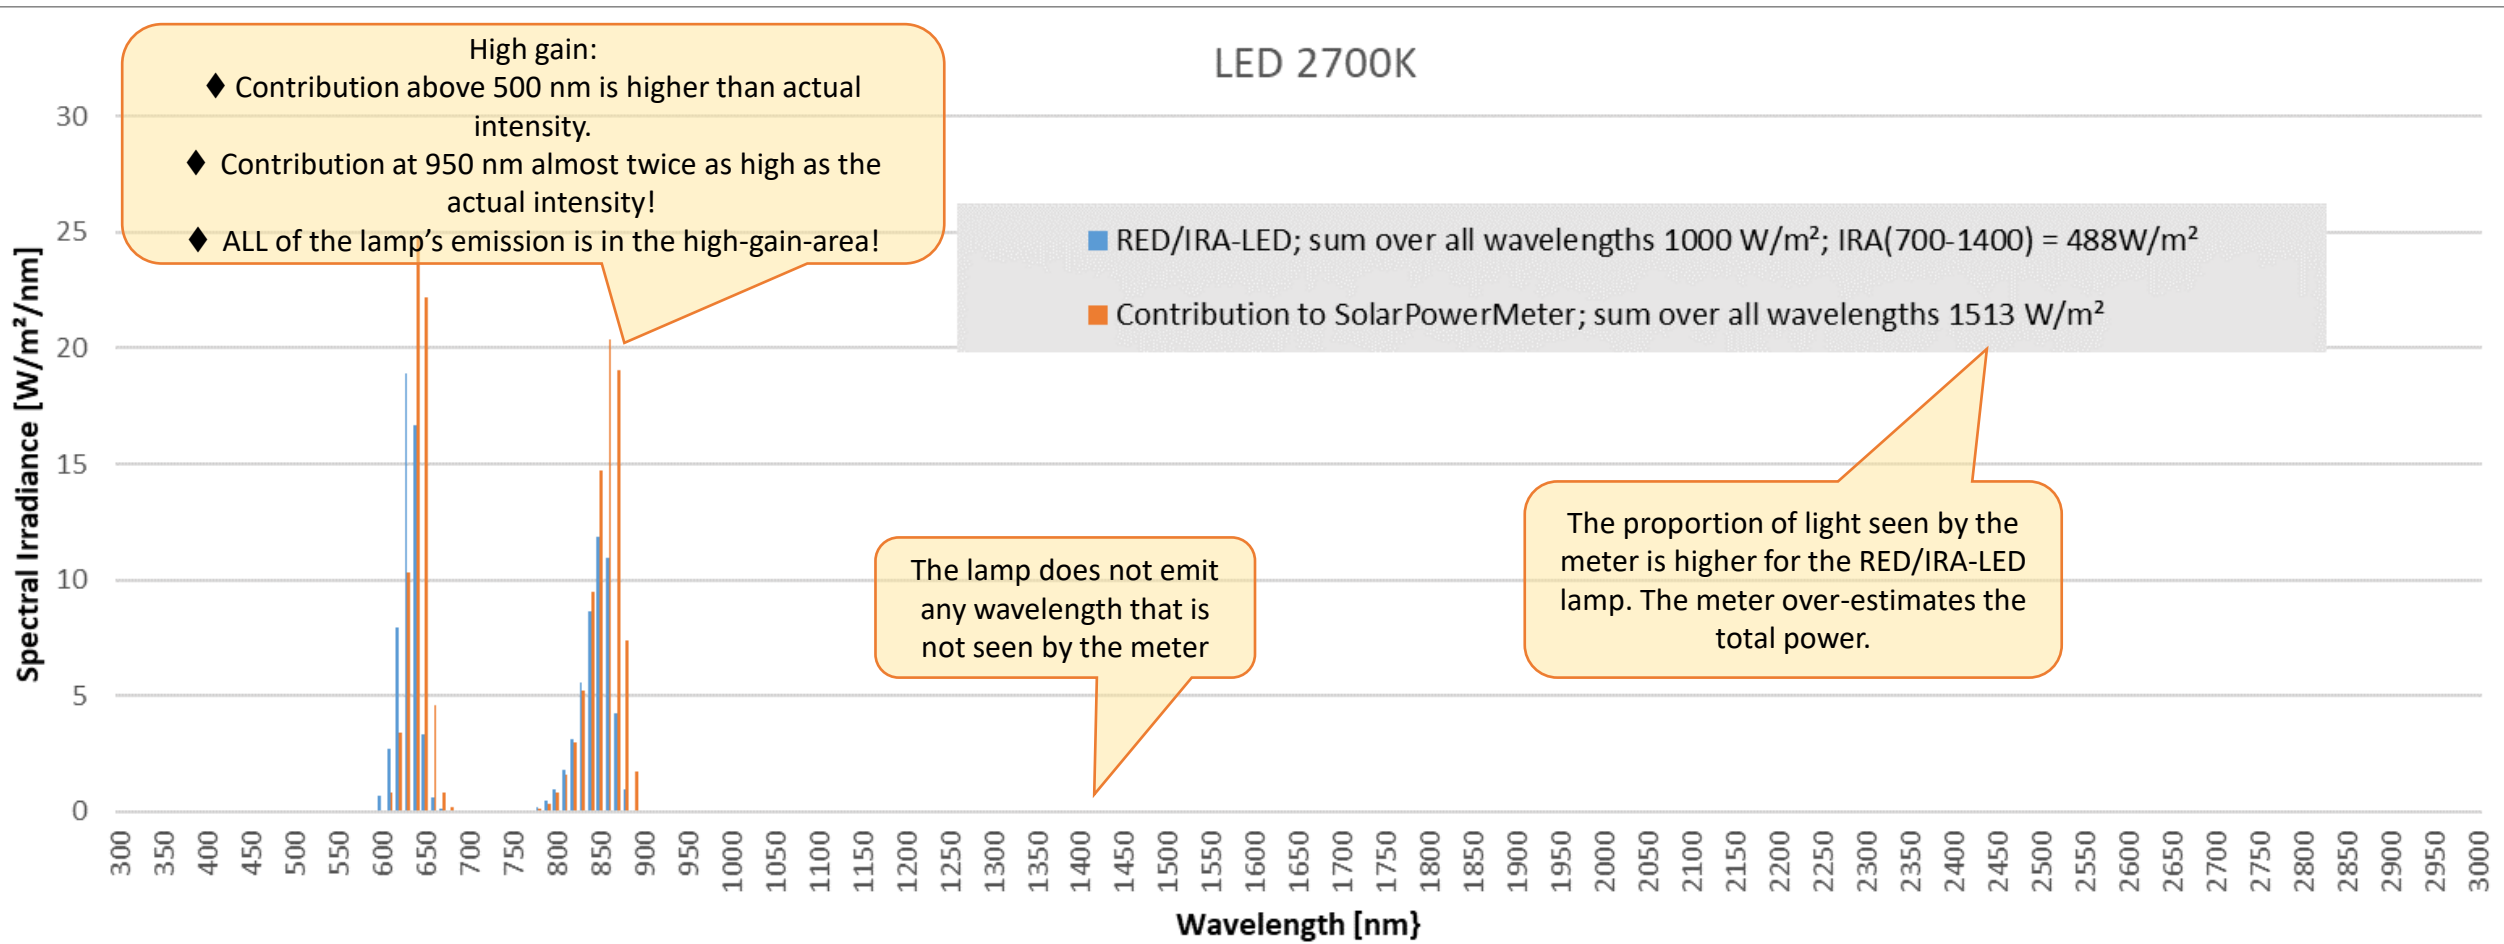 LED 2700K
High gain:
♦ Contribution above 500 nm is higher than actual
intensity.
♦ Contribution at 950 nm almost twice as high as the
actual intensity!
♦ ALL of the lamp's emission is in the high-gain-area!
RED/IRA-LED; sum over all wavelengths 1000 W/m²; IRA(700-1400) = 488W/m²
Contribution to SolarPowerMeter; sum over all wavelengths 1513 W/m²
The lamp does not emit
any wavelength that is
not seen by the meter
The proportion of light seen by the
meter is higher for the RED/IRA-LED
lamp. The meter over-estimates the
total power.
Spectral Irradiance [W/m²/nm]
30
25
20
15
10
5
0
300 350 400 450 500 550 600 650 700 750 800 850 900 950 1000 1050 1100 1150 1200 1250 1300 1350 1400 1450 1500 1550 1600 1650 1700 1750 1800 1850 1900 1950 2000 2050 2100 2150 2200 2250 2300 2350 2400 2450 2500 2550 2600 2650 2700 2750 2800 2850 2900 2950 3000
Wavelength [nm}